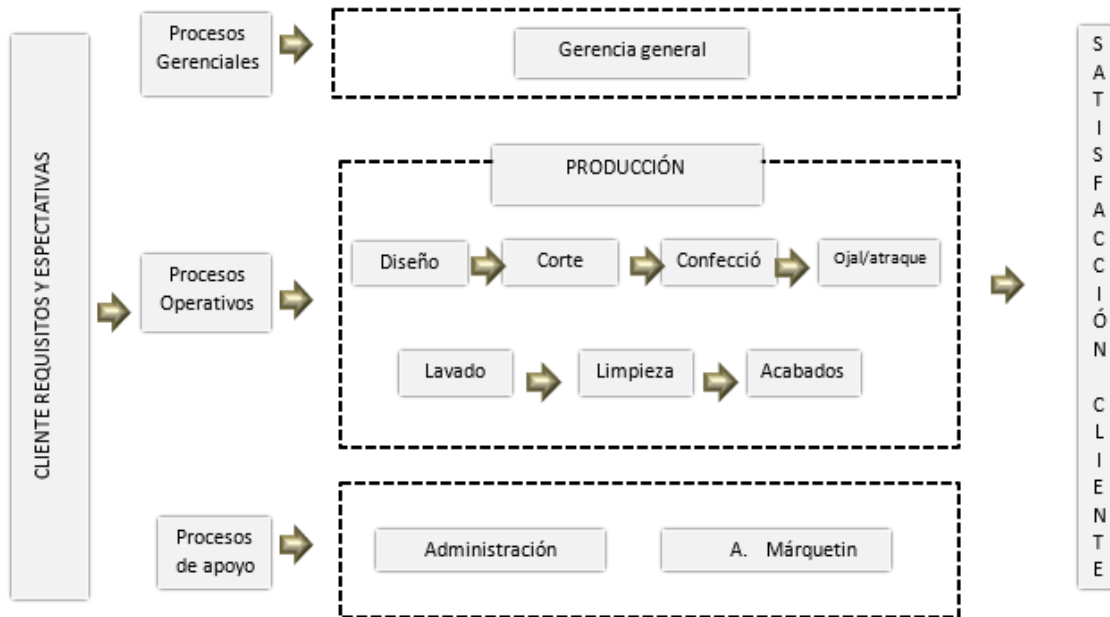 CLIENTE REQUISITOS Y ESPECTATIVAS
Procesos
Gerenciales
Gerencia general
PRODUCCIÓN
Procesos
Operativos
Diseño
Corte
Confecció
Ojal/atraque
Lavado
Limpieza
Acabados
Procesos
de apoyo
Administración
A. Márquetin
SATISFACCIÓN CLIENTE